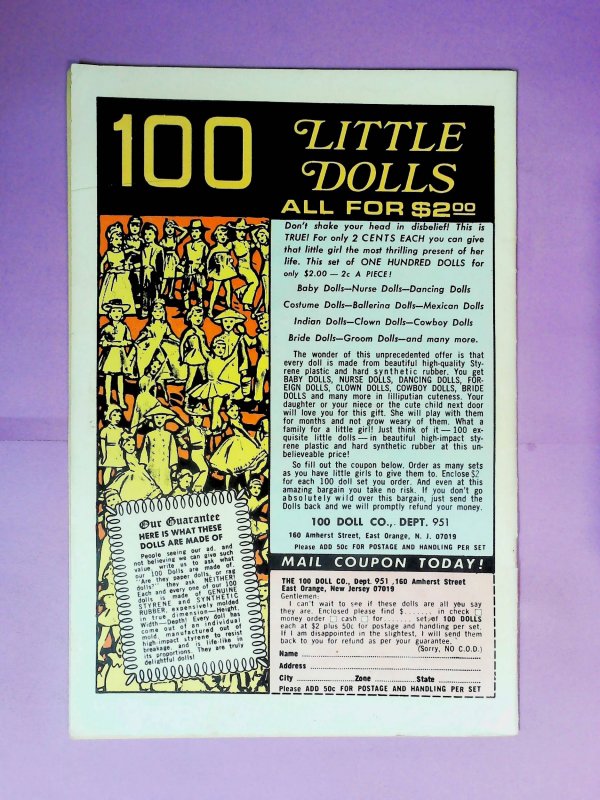 100
LITTLE
DOLLS
ALL FOR $2.00
Don't shake your head in disbelief! This is
TRUE! For only 2 CENTS EACH you can give
that little girl the most thrilling present of her
life. This set of ONE HUNDRED DOLLS for
only $2.00 — 2c A PIECE!
Baby Dolls—Nurse Dolls—Dancing Dolls
Costume Dolls—Ballerina Dolls—Mexican Dolls
Indian Dolls—Clown Dolls—Cowboy Dolls
Bride Dolls—Groom Dolls—and many more.
The wonder of this unprecedented offer is that
every doll is made from beautiful high-quality Sty-
rene plastic and hard synthetic rubber. You get
BABY DOLLS, NURSE DOLLS, DANCING DOLLS, FOR-
EIGN DOLLS, CLOWN DOLLS, COWBOY DOLLS, BRIDE
DOLLS and many more in lilliputian cuteness. Your
daughter or your niece or the cute child next door
will love you for this gift. She will play with them
for months and not grow weary of them. What a
family for a little girl! Just think of it — 100 ex-
quisite little dolls — in beautiful high-impact sty-
rene plastic and hard synthetic rubber at this un-
believeable price!
So fill out the coupon below. Order as many sets
as you have little girls to give them to. Enclose $2
for each 100 doll set you order. And even at this
amazing bargain you take no risk. If you don't go
absolutely wild over this bargain, just send the
Dolls back and we will promptly refund your money.
100 DOLL CO., DEPT. 951
160 Amherst Street, East Orange, N. J. 07019
Please ADD 50c FOR POSTAGE AND HANDLING PER SET
Our Guarantee
HERE IS WHAT THESE
DOLLS ARE MADE OF
People seeing our ad, and
not believing we can give such
value, write us to ask what
our 100 Dolls are made of.
"Are they paper dolls, or rag
dolls?" they ask NEITHER!
Each and every one of our 100
dolls is made of GENUINE
STYRENE and SYNTHETIC
RUBBER, expensively molded
in true dimension—Height,
Width—Depth! Every doll has
come out of an individual
mold, manufactured out of
high-impact styrene to resist
breakage, and is life-like in
its proportions. They are truly
delightful dolls!
MAIL COUPON TODAY!
THE 100 DOLL CO., Dept. 951, 160 Amherst Street
East Orange, New Jersey 07019
Gentlemen:
I can't wait to see if these dolls are all you say
they are. Enclosed please find $....... in check
money order cash for....... set of 100 DOLLS
each at $2 plus 50c for postage and handling per set.
If I am disappointed in the slightest, I will send them
back to you for refund as per your guarantee.
(Sorry, NO C.O.D.)
Name
Address
City Zone State
Please ADD 50c FOR POSTAGE AND HANDLING PER SET